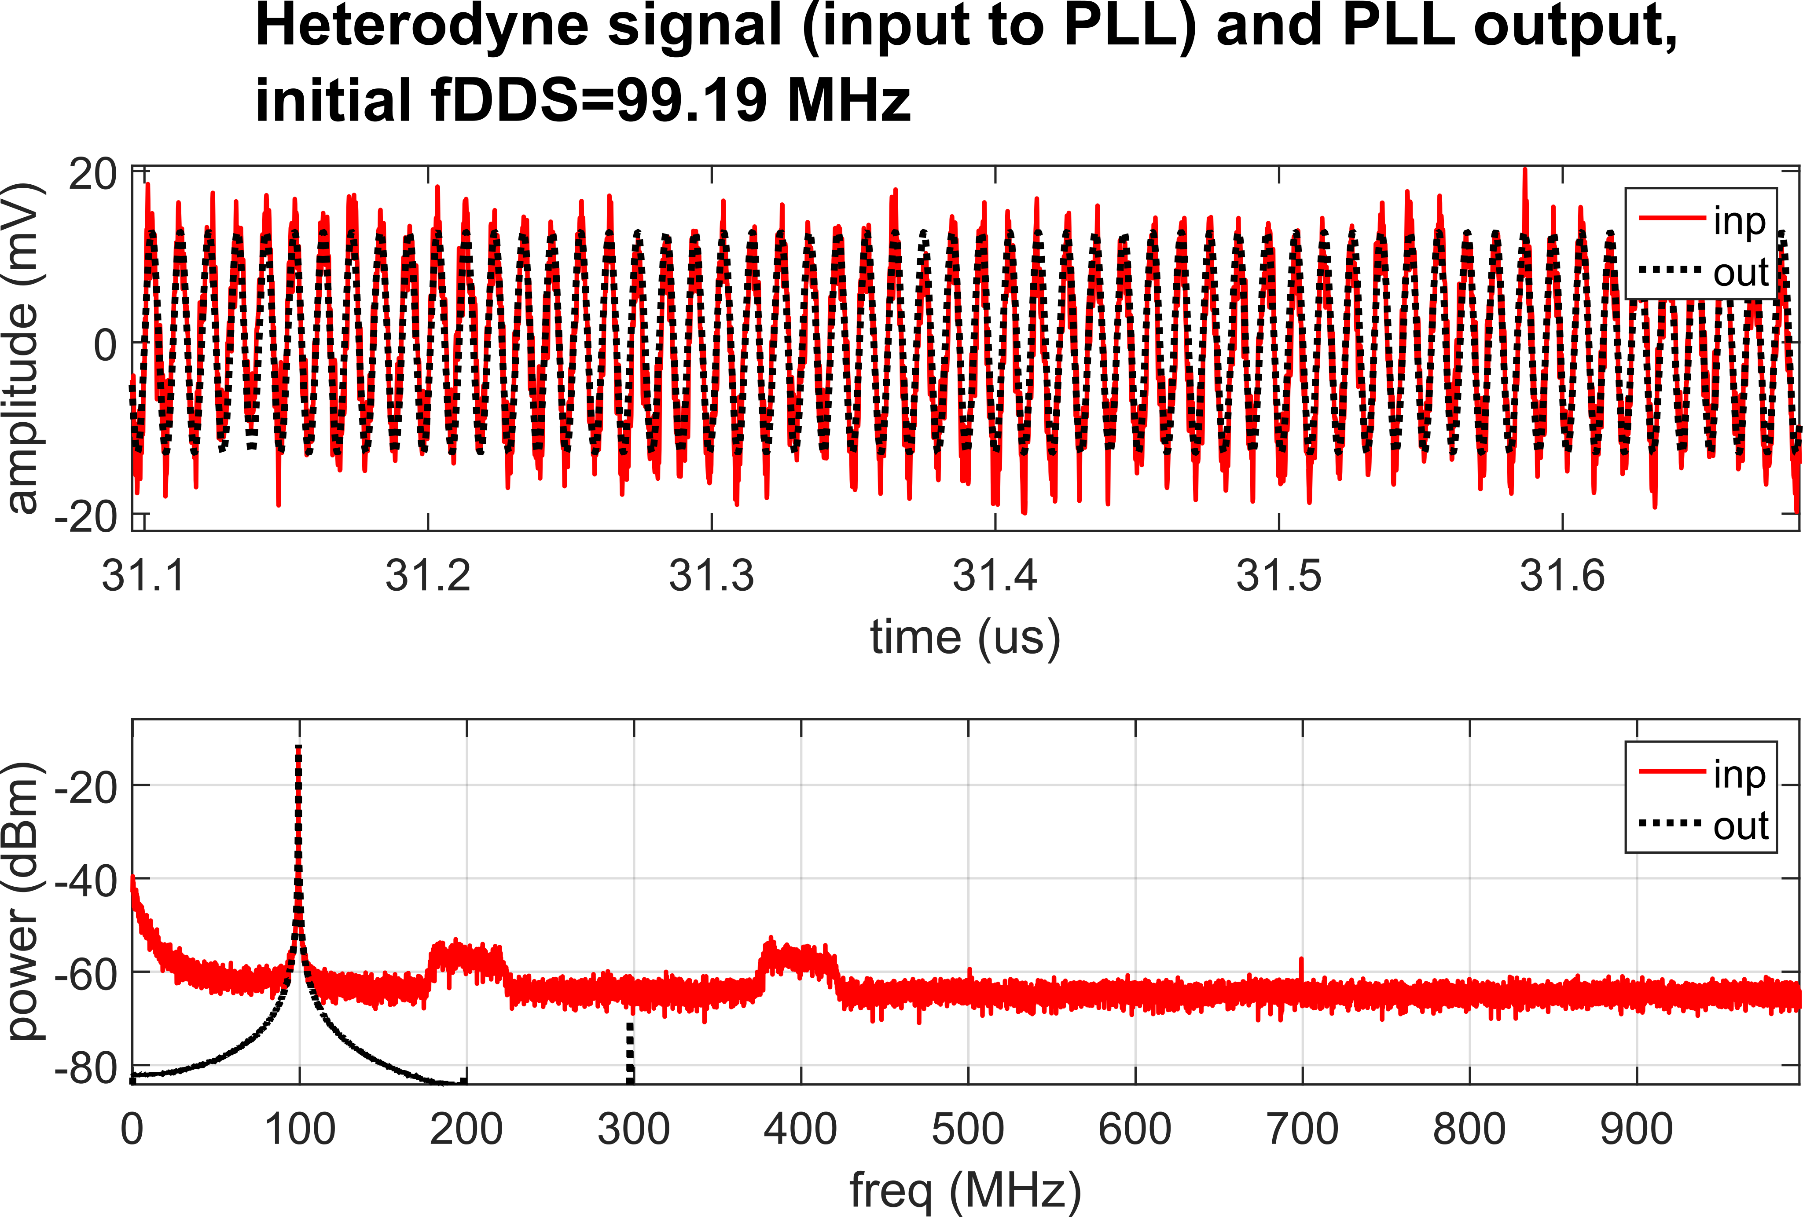 Heterodyne signal (input to PLL) and PLL output,
initial fDDS=99.19 MHz
20
0
-20
amplitude (mV)
inp
out
31.1 31.2 31.3 31.4 31.5 31.6
time (us)
-20
-40
-60
-80
power (dBm)
inp
out
0 100 200 300 400 500 600 700 800 900
freq (MHz)